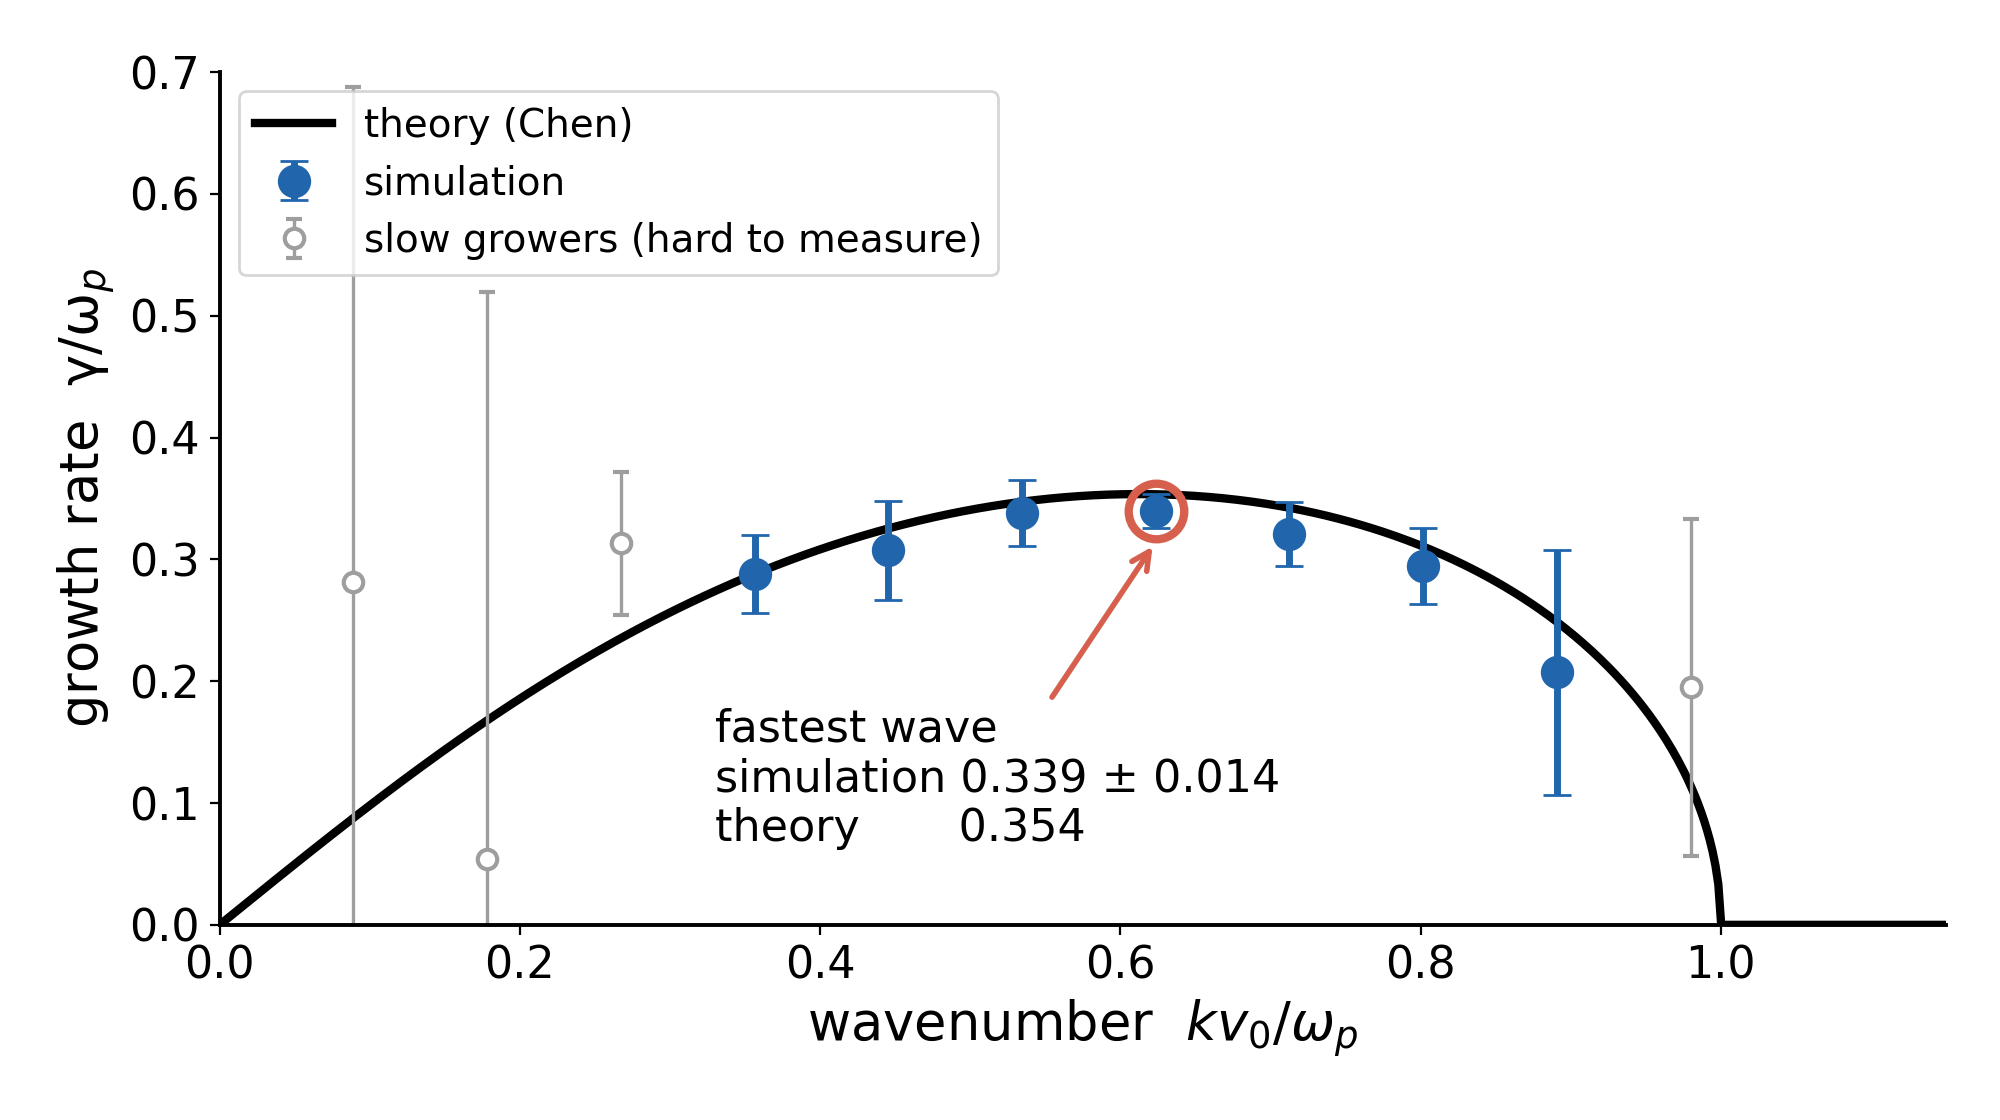 0.7
0.6
0.5
0.4
0.3
0.2
0.1
0.0
growth rate γ/ω_p
theory (Chen)
simulation
slow growers (hard to measure)
fastest wave
simulation 0.339 ± 0.014
theory 0.354
0.0 0.2 0.4 0.6 0.8 1.0
wavenumber kv₀/ω_p